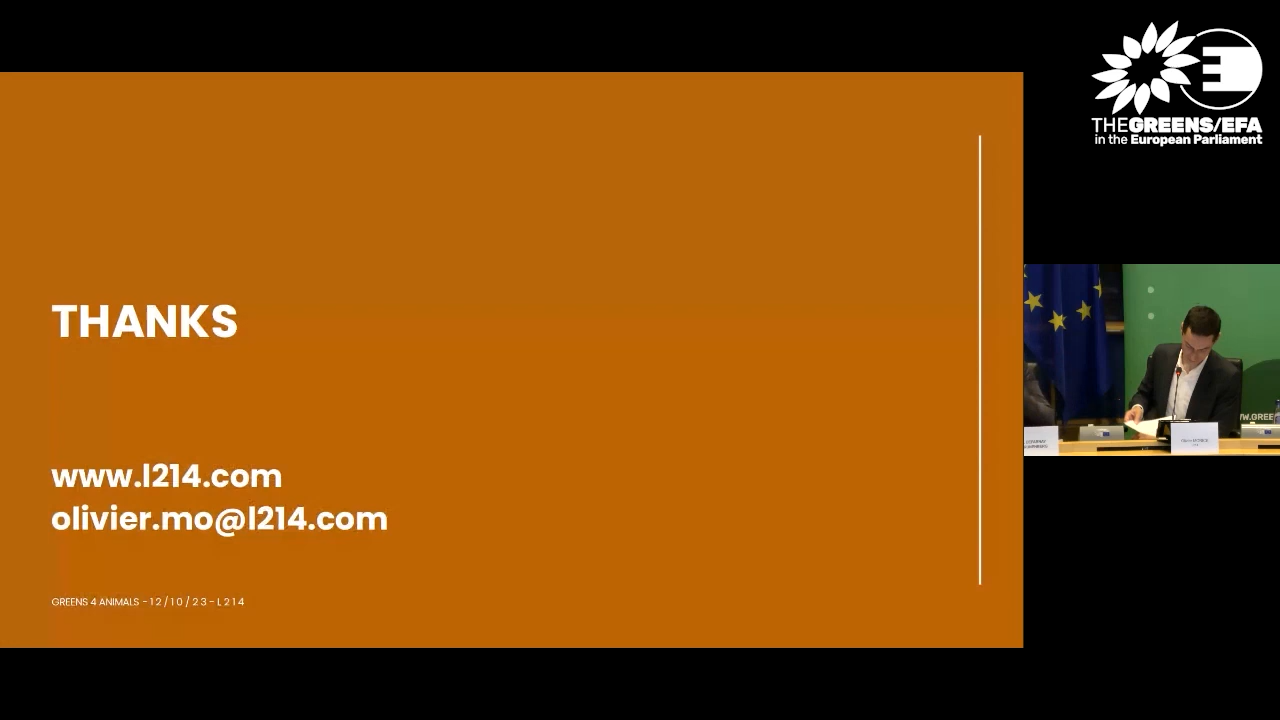 THEGREENS/EFA
in the European Parliament
THANKS
www.l214.com
olivier.mo@l214.com
GREENS 4 ANIMALS - 12/10/23 - L214